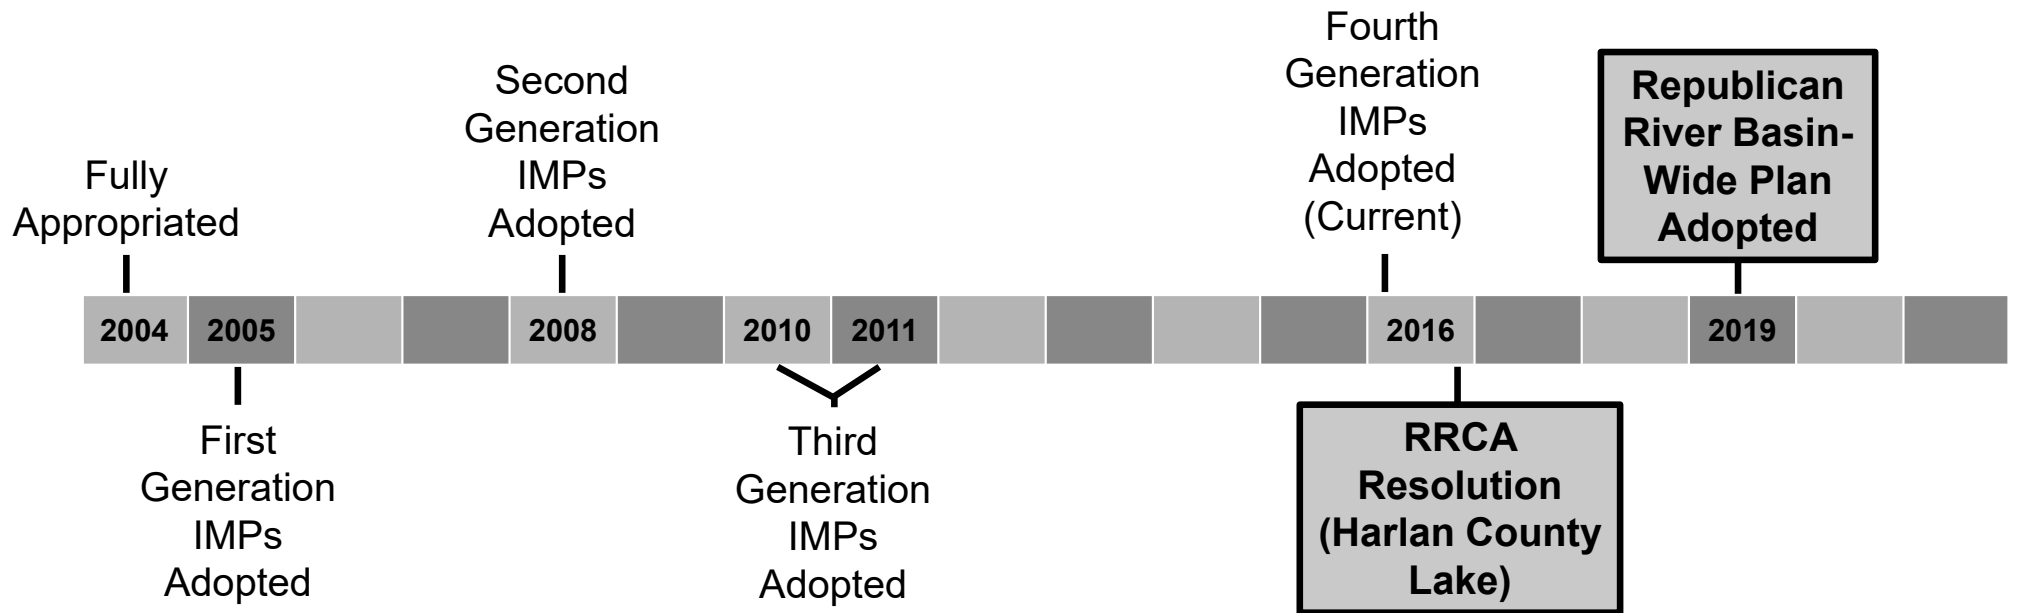 Fully
Appropriated
Second
Generation
IMPs
Adopted
Fourth
Generation
IMPs
Adopted
(Current)
Republican
River Basin-
Wide Plan
Adopted
2004 2005 2008 2010 2011 2016 2019
First
Generation
IMPs
Adopted
Third
Generation
IMPs
Adopted
RRCA
Resolution
(Harlan County
Lake)